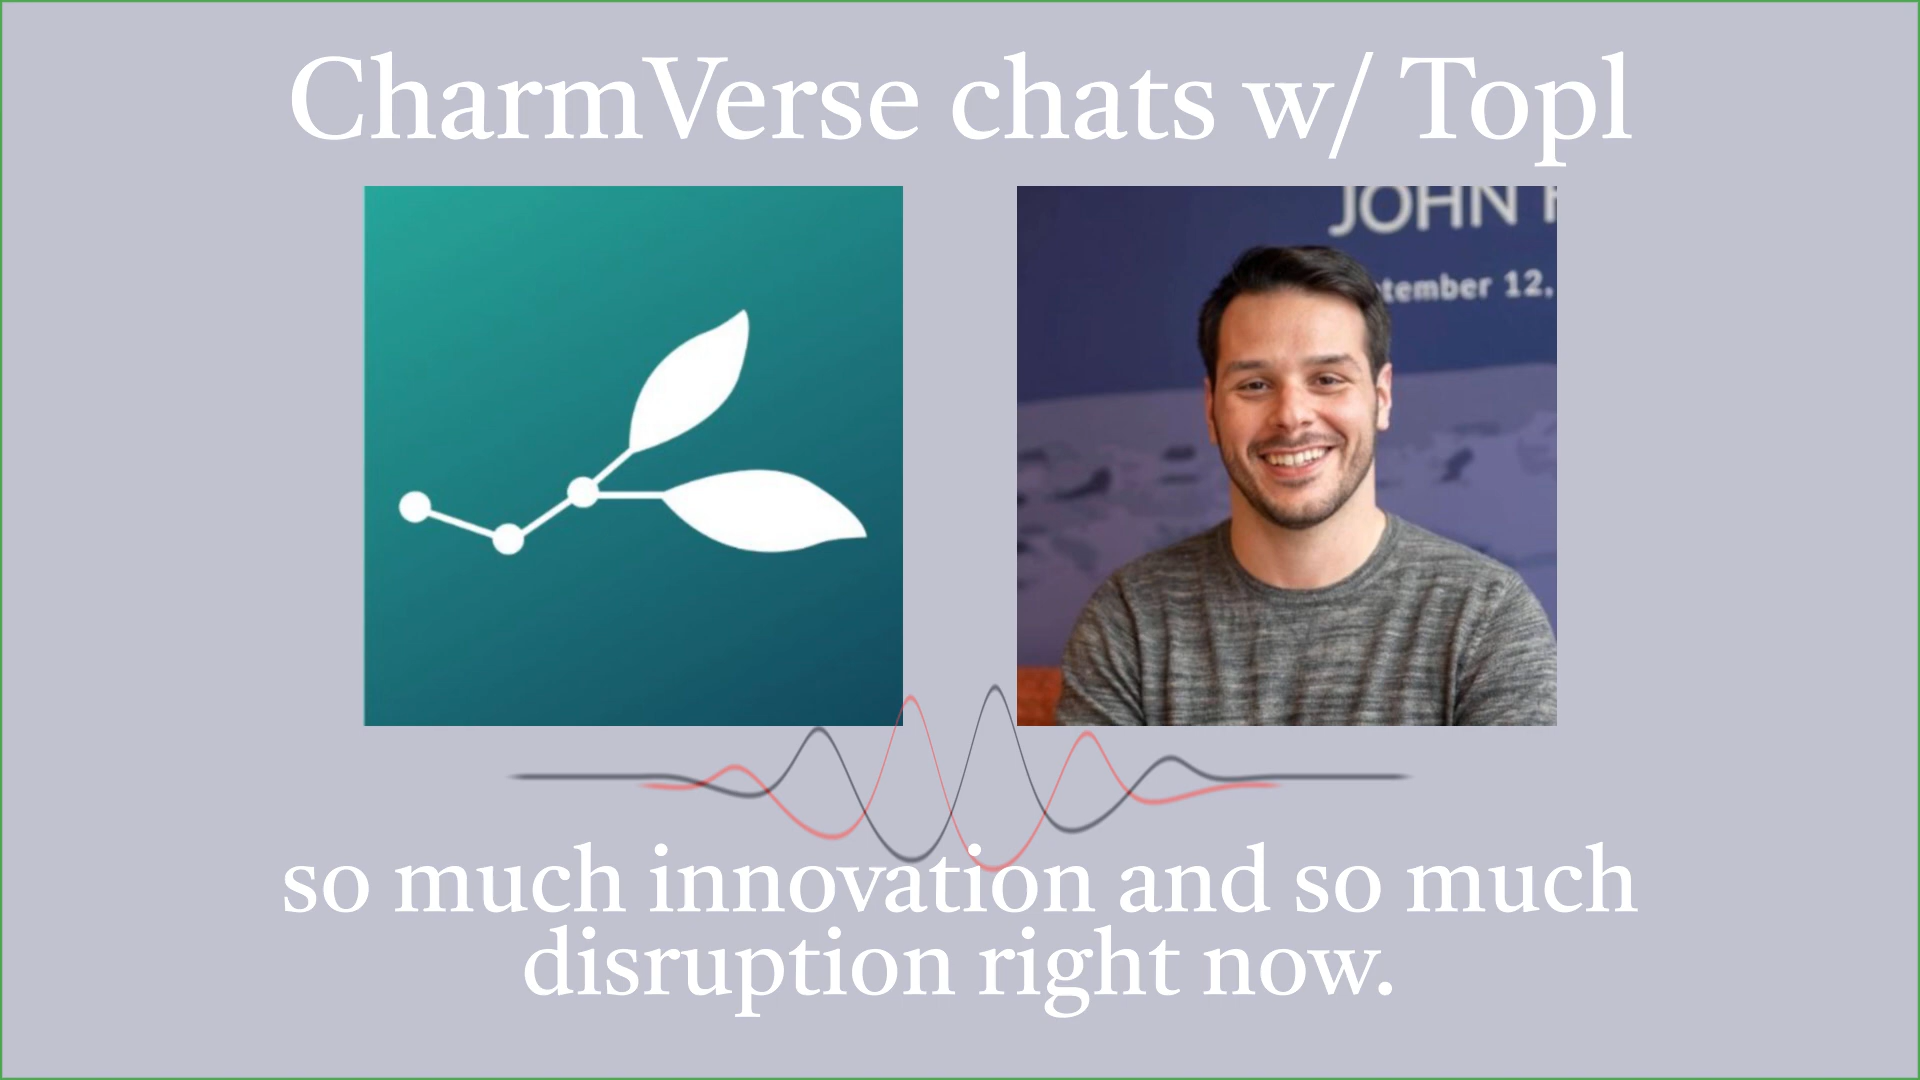 CharmVerse chats w/ Topl
JOHN
tember 12,
so much innovation and so much
disruption right now.